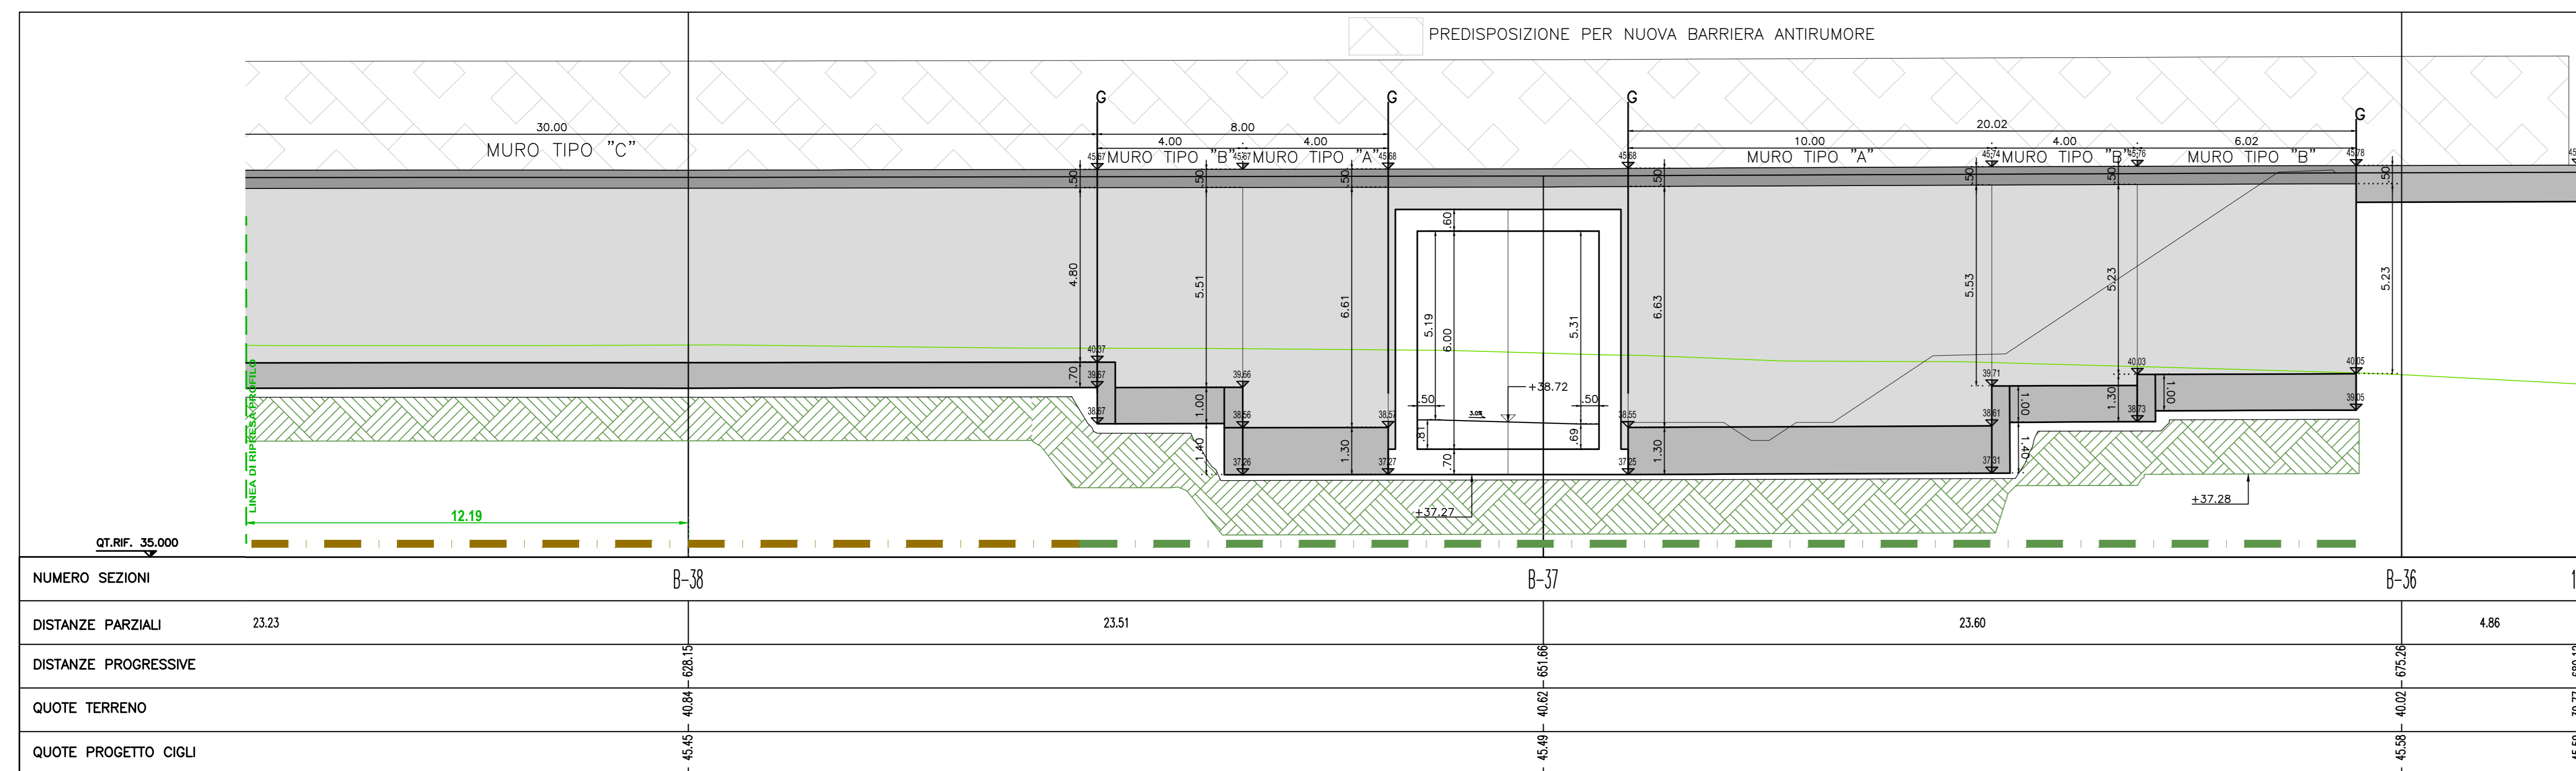 PREDISPOSIZIONE PER NUOVA BARRIERA ANTIRUMORE
G G G G
30.00 8.00 20.02
4.00 4.00 10.00 4.00 6.02
MURO TIPO "C" MURO TIPO "B" MURO TIPO "A" MURO TIPO "A" MURO TIPO "B" MURO TIPO "B"
45.67 45.67 45.68 45.68 45.74 45.76 45.78
.50 .50 .50 .50 .50 .50 .50
.60
4.80 5.51 6.61 5.19 6.00 5.31 6.63 5.53 5.23 5.23
40.37 40.03 40.05
.70 39.67 39.66 +38.72 39.71
.50 3.0% .50
1.00 1.00 1.30 1.00 39.05
38.67 38.56 38.57 38.55 38.61 38.73
1.40 1.30 .81 .70 .69 1.30 1.40
37.26 37.27 37.25 37.31
+37.27 +37.28
LINEA DI RIPRESA PROFILO
12.19
QT.RIF. 35.000
NUMERO SEZIONI B-38 B-37 B-36
DISTANZE PARZIALI 23.23 23.51 23.60 4.86
DISTANZE PROGRESSIVE 628.15 651.66 675.26
QUOTE TERRENO 40.84 40.62 40.02
QUOTE PROGETTO CIGLI 45.45 45.49 45.58